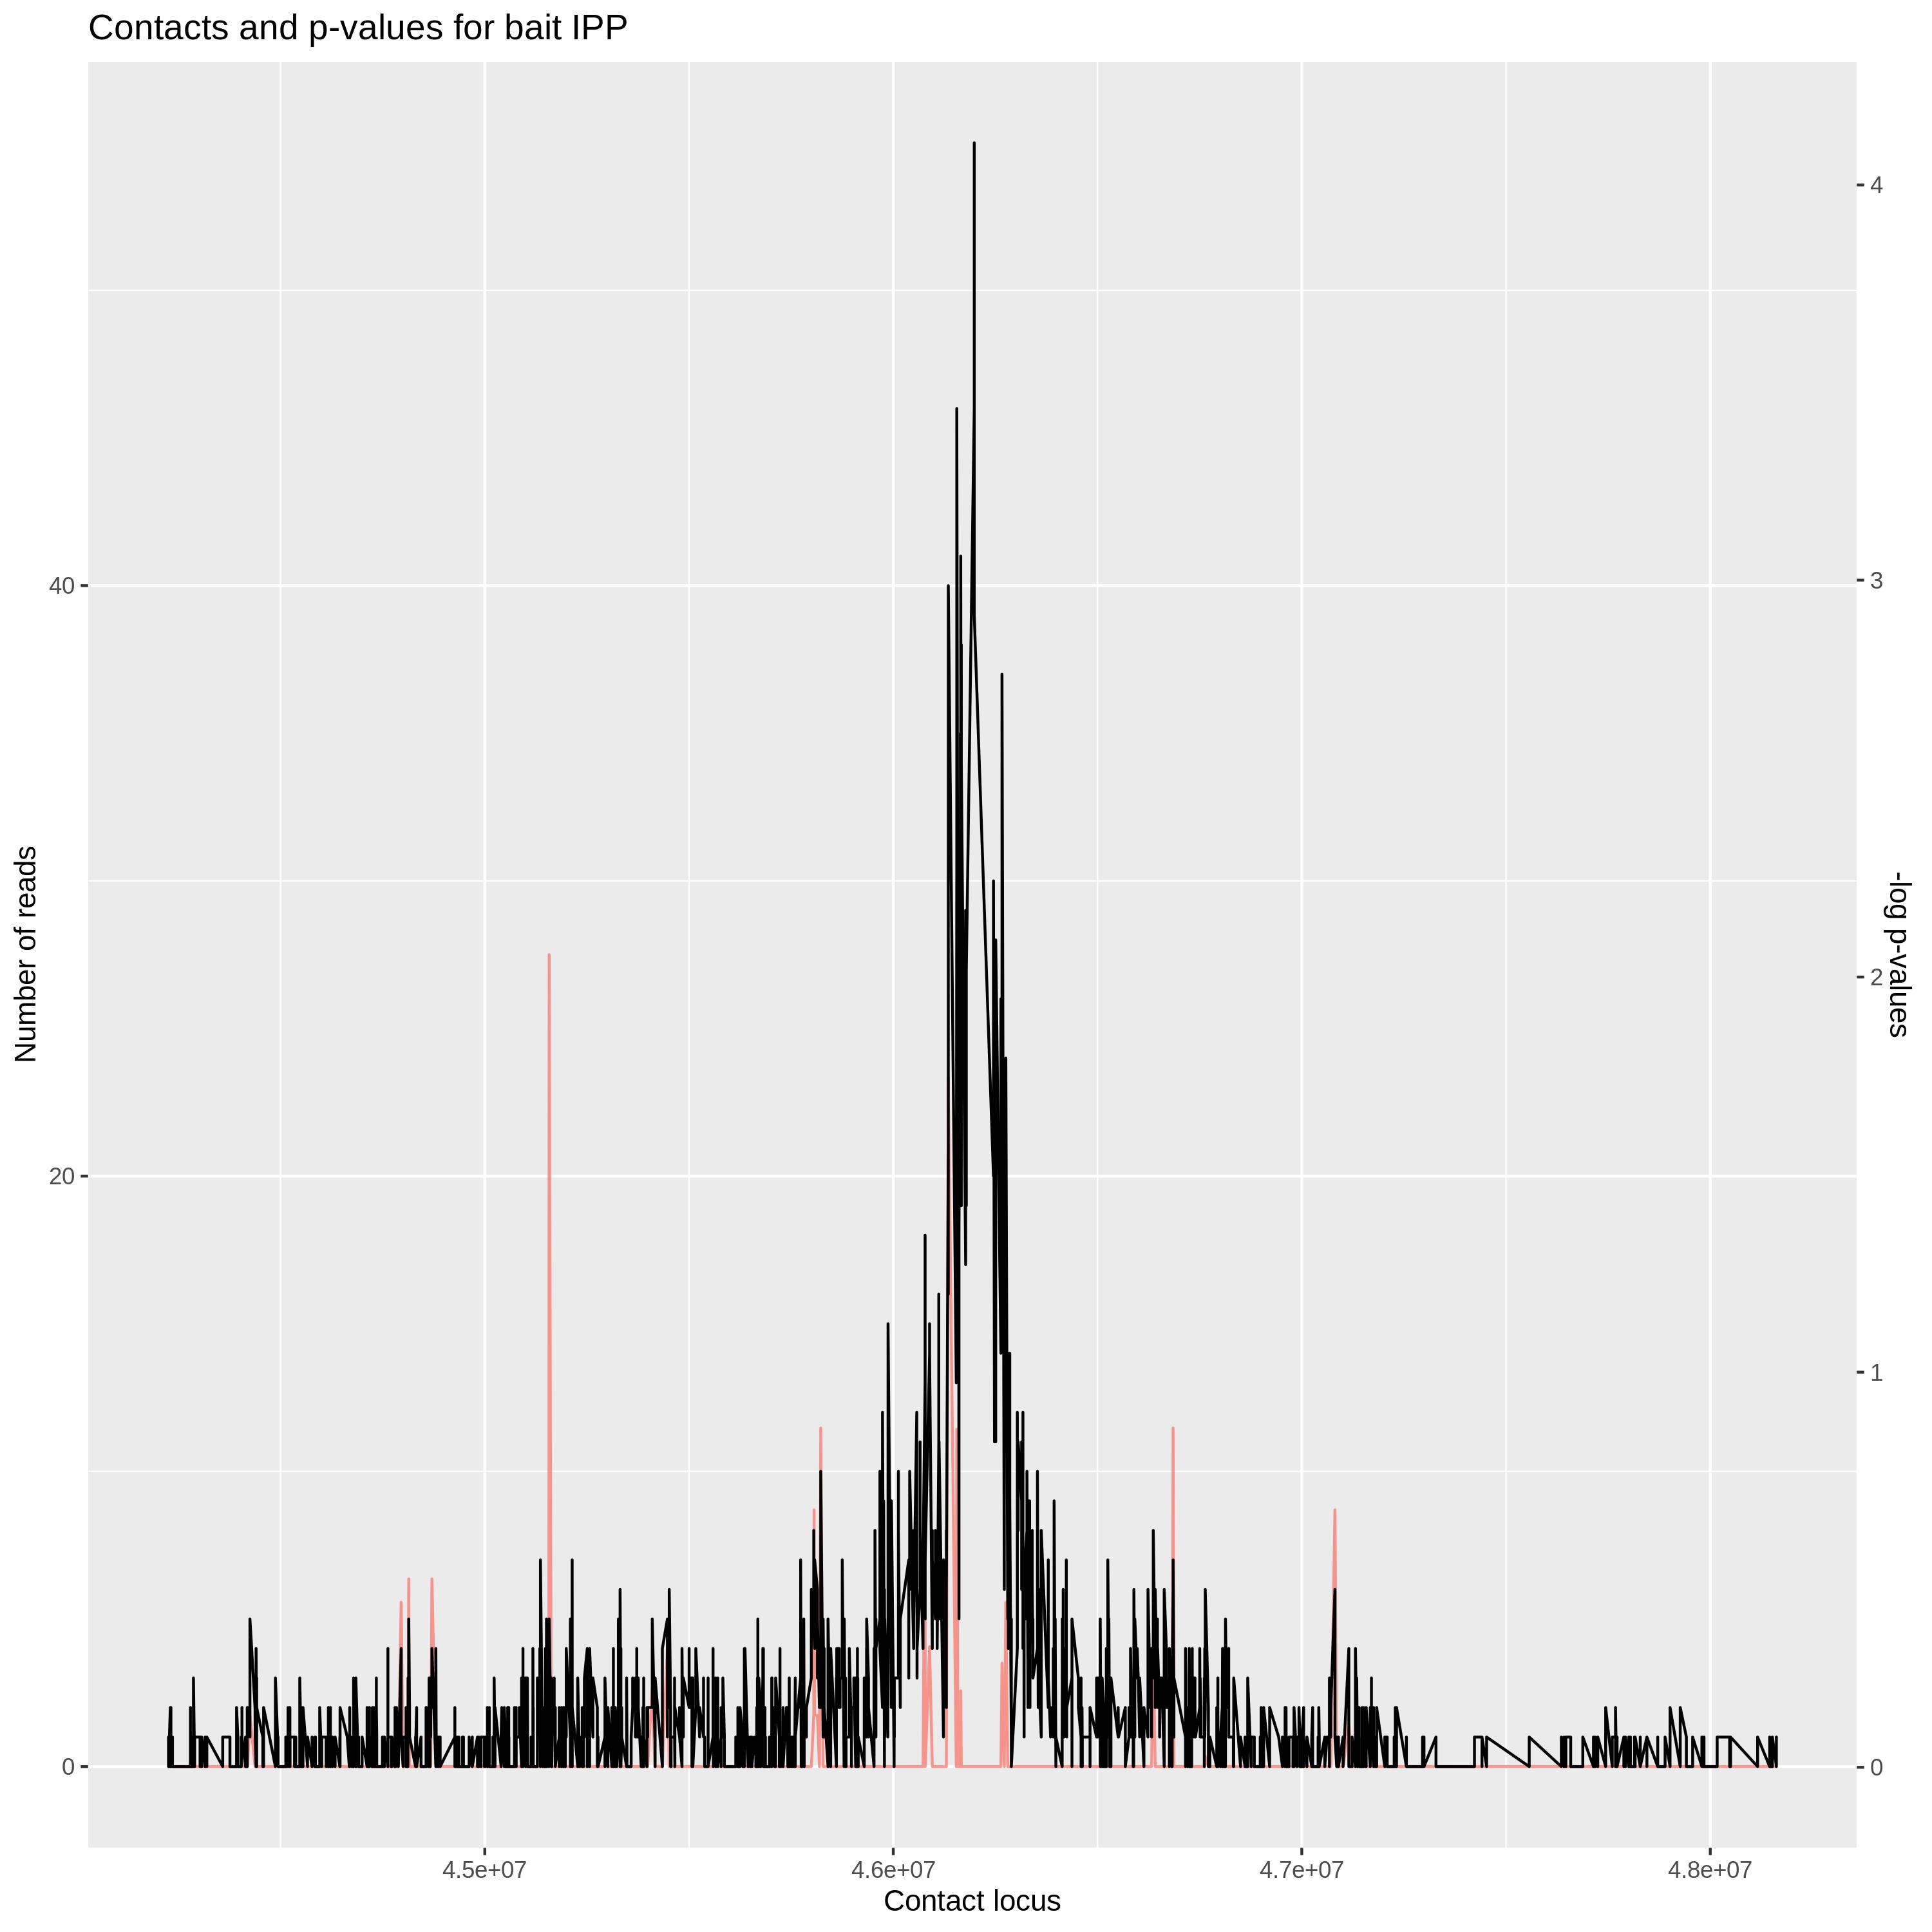 Contacts and p-values for bait IPP
Number of reads
40
20
0
4
3
2
1
0
-log p-values
4.5e+07 4.6e+07 4.7e+07 4.8e+07
Contact locus